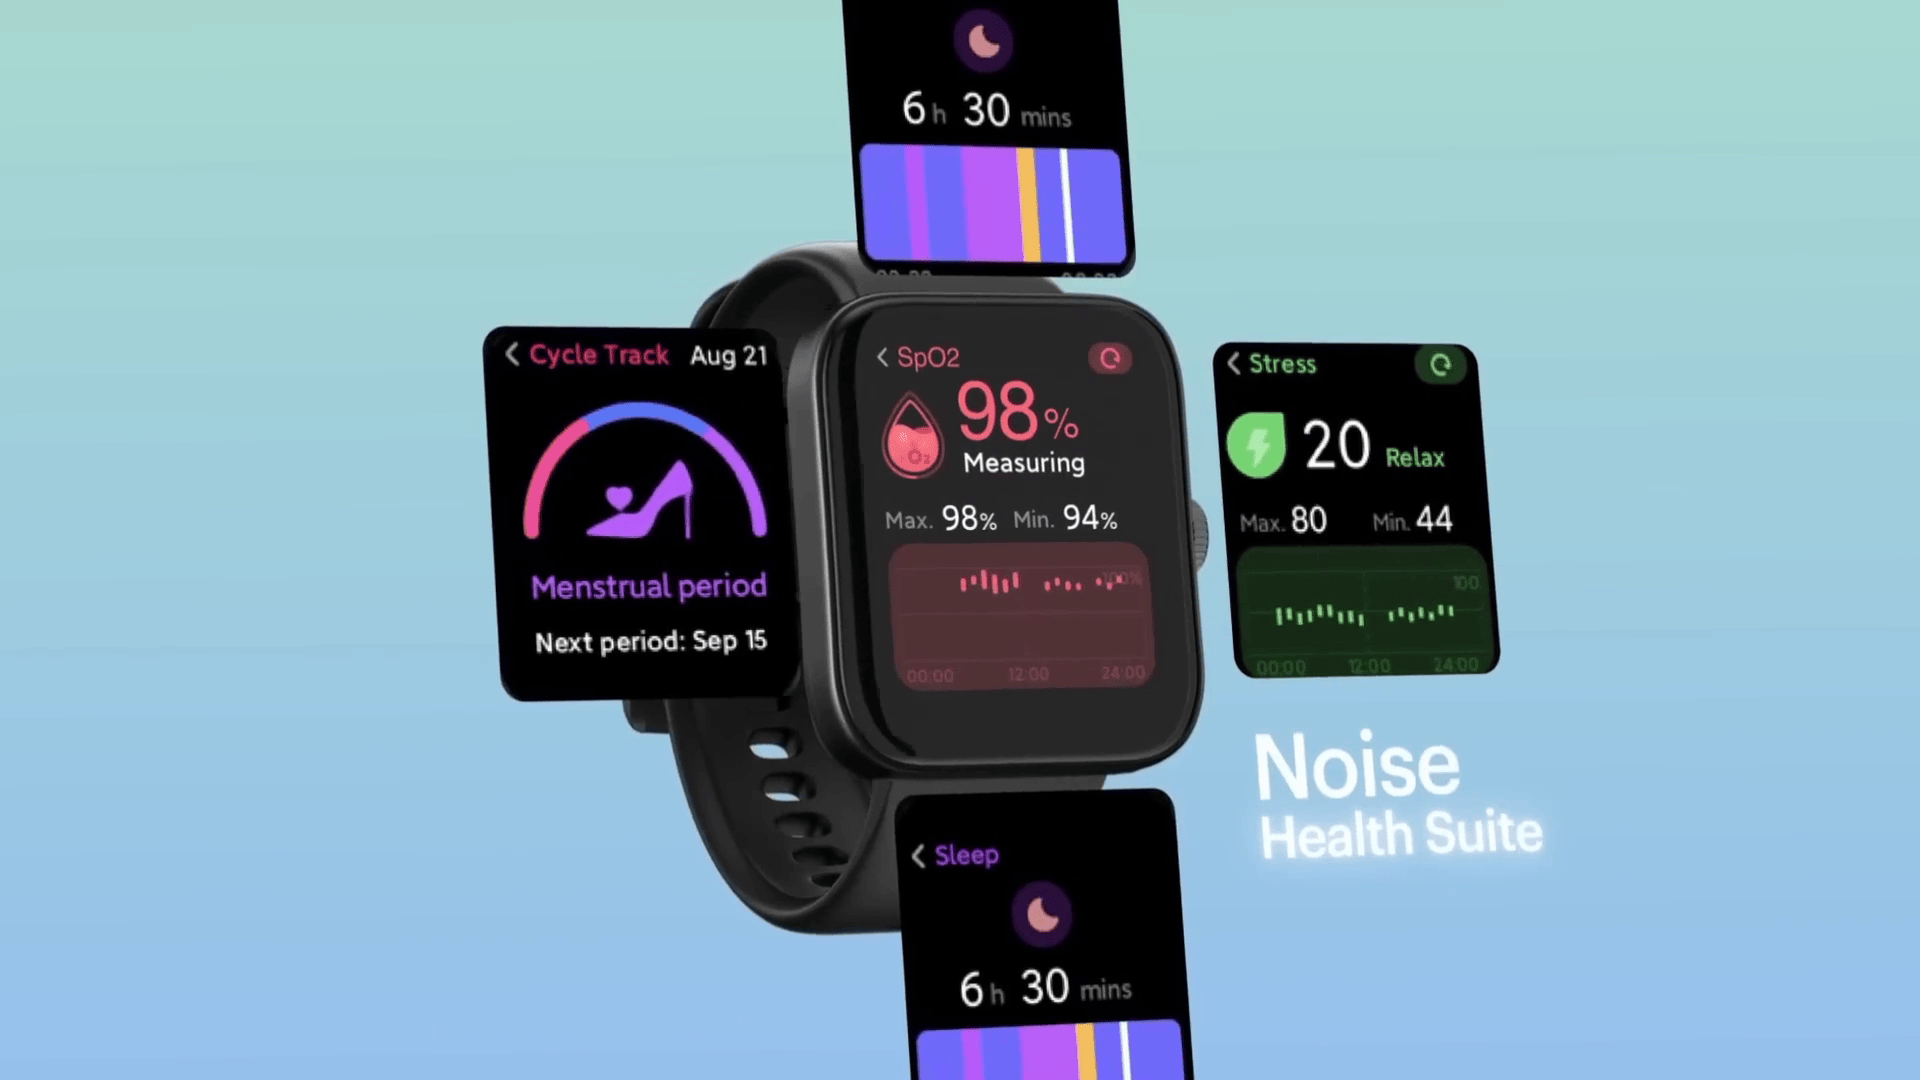 6 h 30 mins
Cycle Track Aug 21
Menstrual period
Next period: Sep 15
SpO2
98%
O2
Measuring
Max. 98% Min. 94%
100%
00:00 12:00 24:00
Stress
20 Relax
Max. 80 Min. 44
100
00:00 12:00 24:00
Noise
Health Suite
Sleep
6 h 30 mins